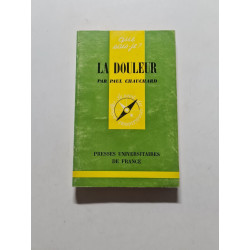 LA DOULEUR
PAR PAUL CHAUCHARD
PRESSES UNIVERSITAIRES
DE FRANCE